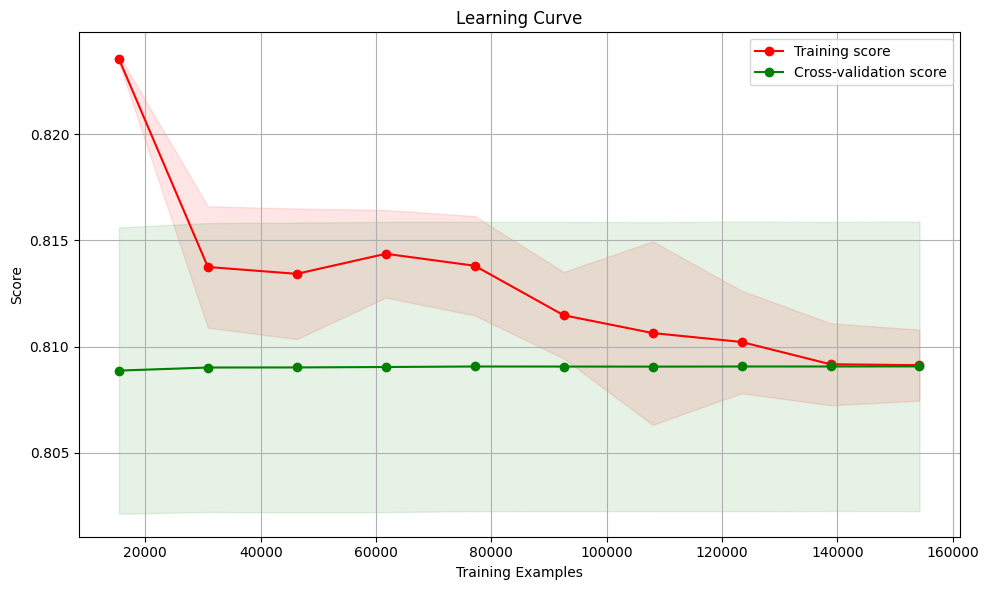 Learning Curve
Training score
Cross-validation score
0.820
0.815
0.810
0.805
Score
20000 40000 60000 80000 100000 120000 140000 160000
Training Examples